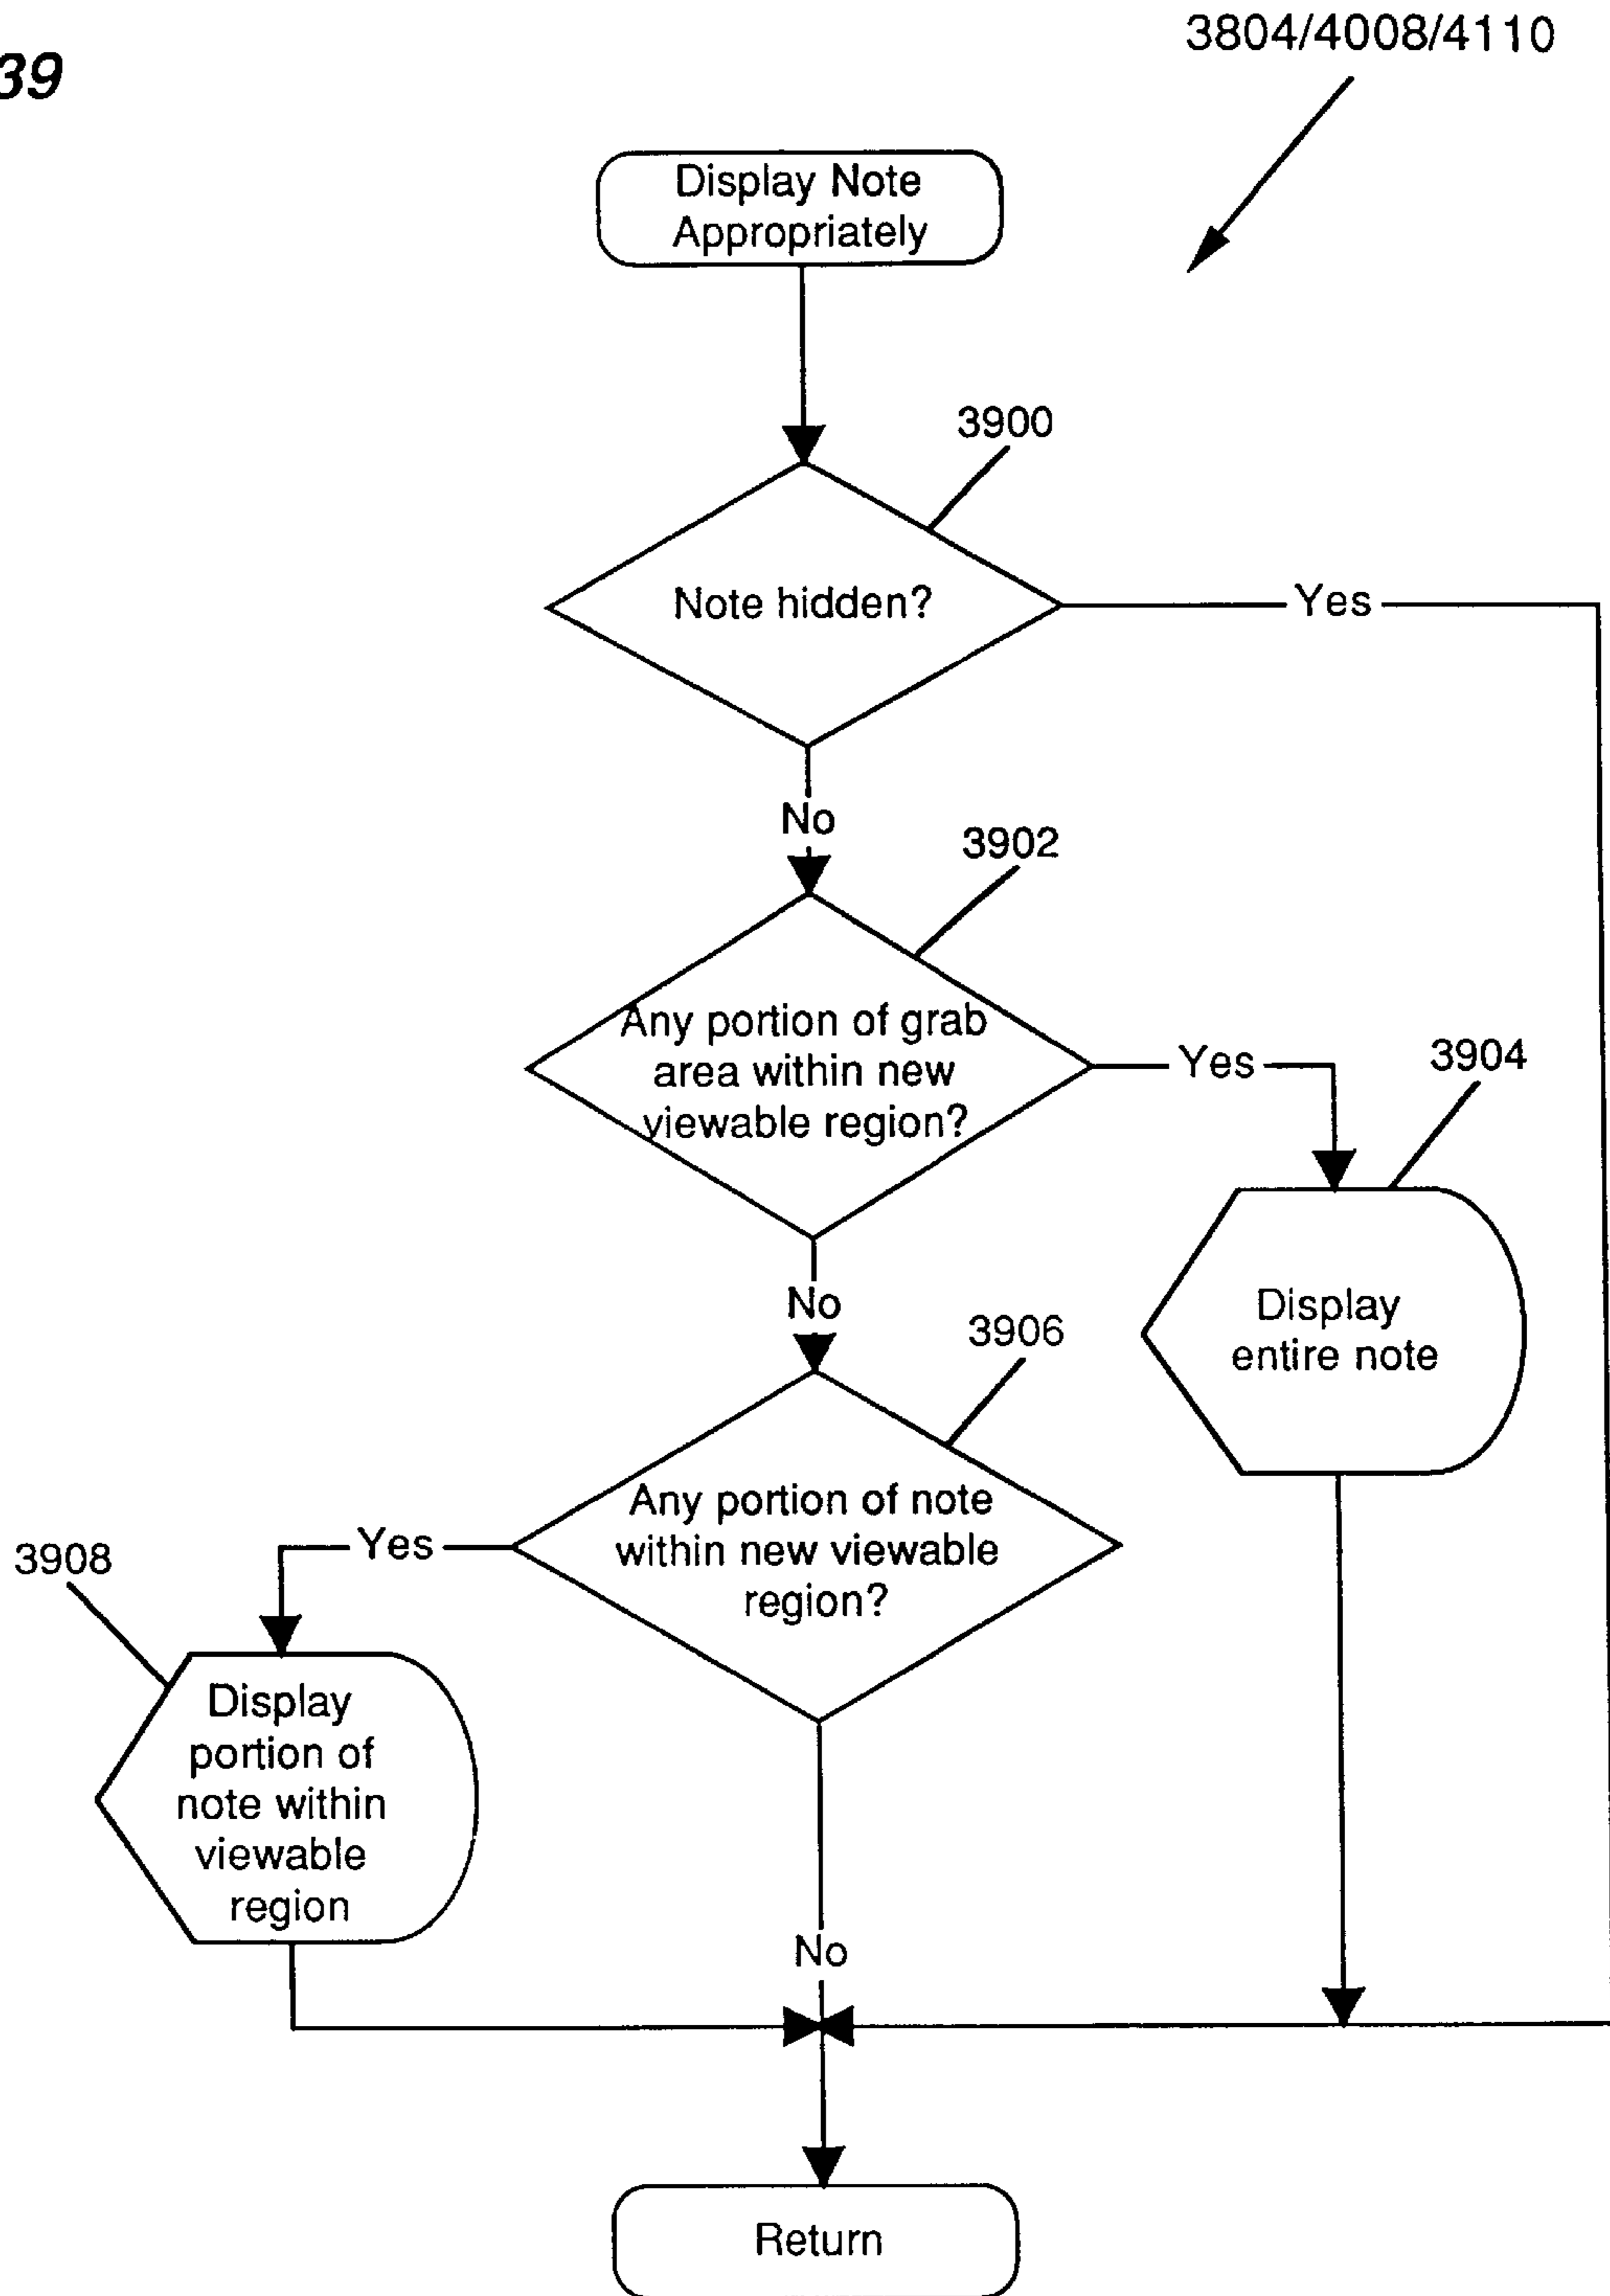 39
3804/4008/4110
Display Note
Appropriately
3900
Note hidden?
Yes
No
3902
Any portion of grab
area within new
viewable region?
Yes
3904
Display
entire note
No
3906
Any portion of note
within new viewable
region?
Yes
3908
Display
portion of
note within
viewable
region
No
Return